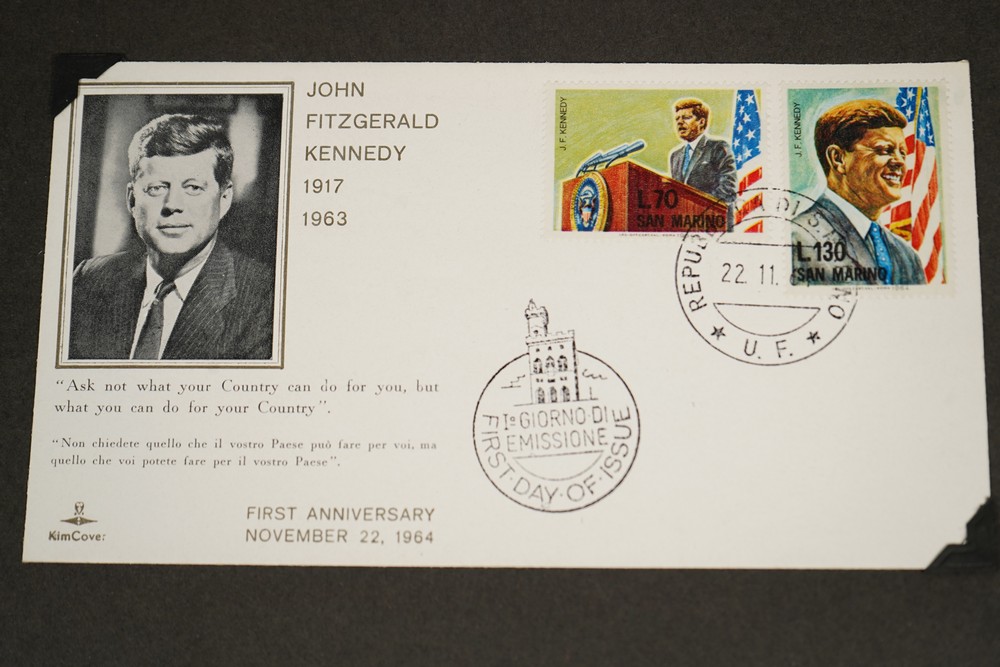 JOHN
FITZGERALD
KENNEDY
1917
1963
"Ask not what your Country can do for you, but
what you can do for your Country".
"Non chiedete quello che il vostro Paese può fare per voi, ma
quello che voi potete fare per il vostro Paese".
KimCover
FIRST ANNIVERSARY
NOVEMBER 22, 1964
J. F. KENNEDY
L.70
SAN MARINO
J. F. KENNEDY
L.130
SAN MARINO
22.11.
U. F.
Iº GIORNO DI
EMISSIONE
FIRST·DAY·OF·ISSUE